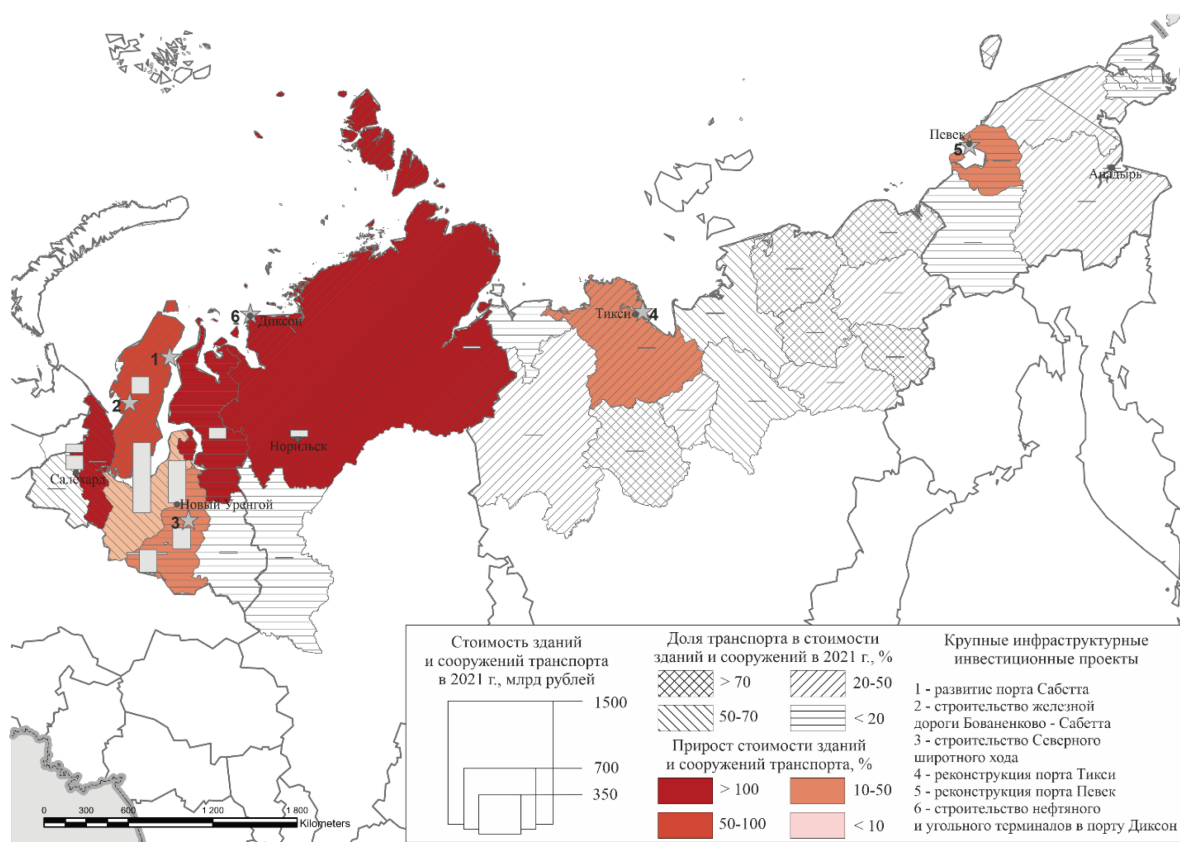 Певек
5
Анадырь
6
Диксон
Тикси
4
1
2
Норильск
Салехард
Новый Уренгой
3
Стоимость зданий
и сооружений транспорта
в 2021 г., млрд рублей
1500
700
350
Доля транспорта в стоимости
зданий и сооружений в 2021 г., %
> 70
20-50
50-70
< 20
Прирост стоимости зданий
и сооружений транспорта, %
> 100
10-50
50-100
< 10
Крупные инфраструктурные
инвестиционные проекты
1 - развитие порта Сабетта
2 - строительство железной
дороги Бованенково - Сабетта
3 - строительство Северного
широтного хода
4 - реконструкция порта Тикси
5 - реконструкция порта Певек
6 - строительство нефтяного
и угольного терминалов в порту Диксон
0 300 600 1 200 1 800
Kilometers